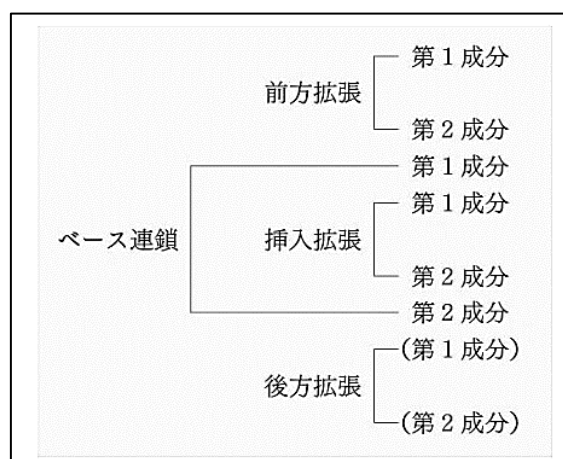 第1成分
前方拡張
第2成分
第1成分
第1成分
ベース連鎖 挿入拡張
第2成分
第2成分
(第1成分)
後方拡張
(第2成分)